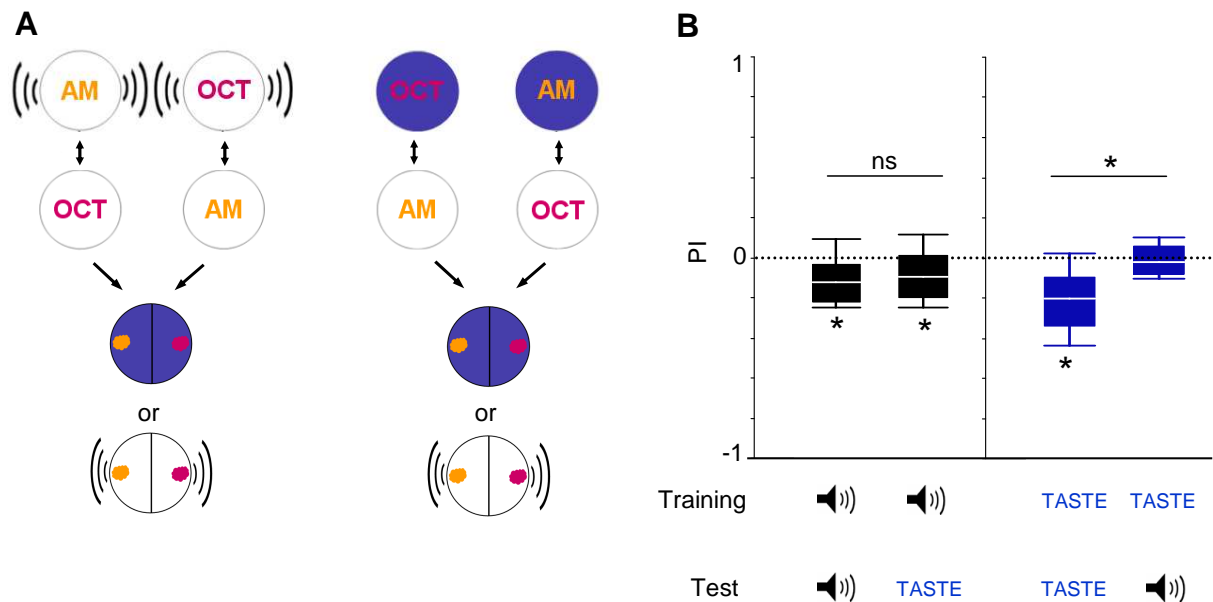 A
AM OCT
OCT AM
OCT AM
AM OCT
or
or
B
1
ns
*
PI
0
* * *
-1
Training TASTE TASTE
Test TASTE TASTE